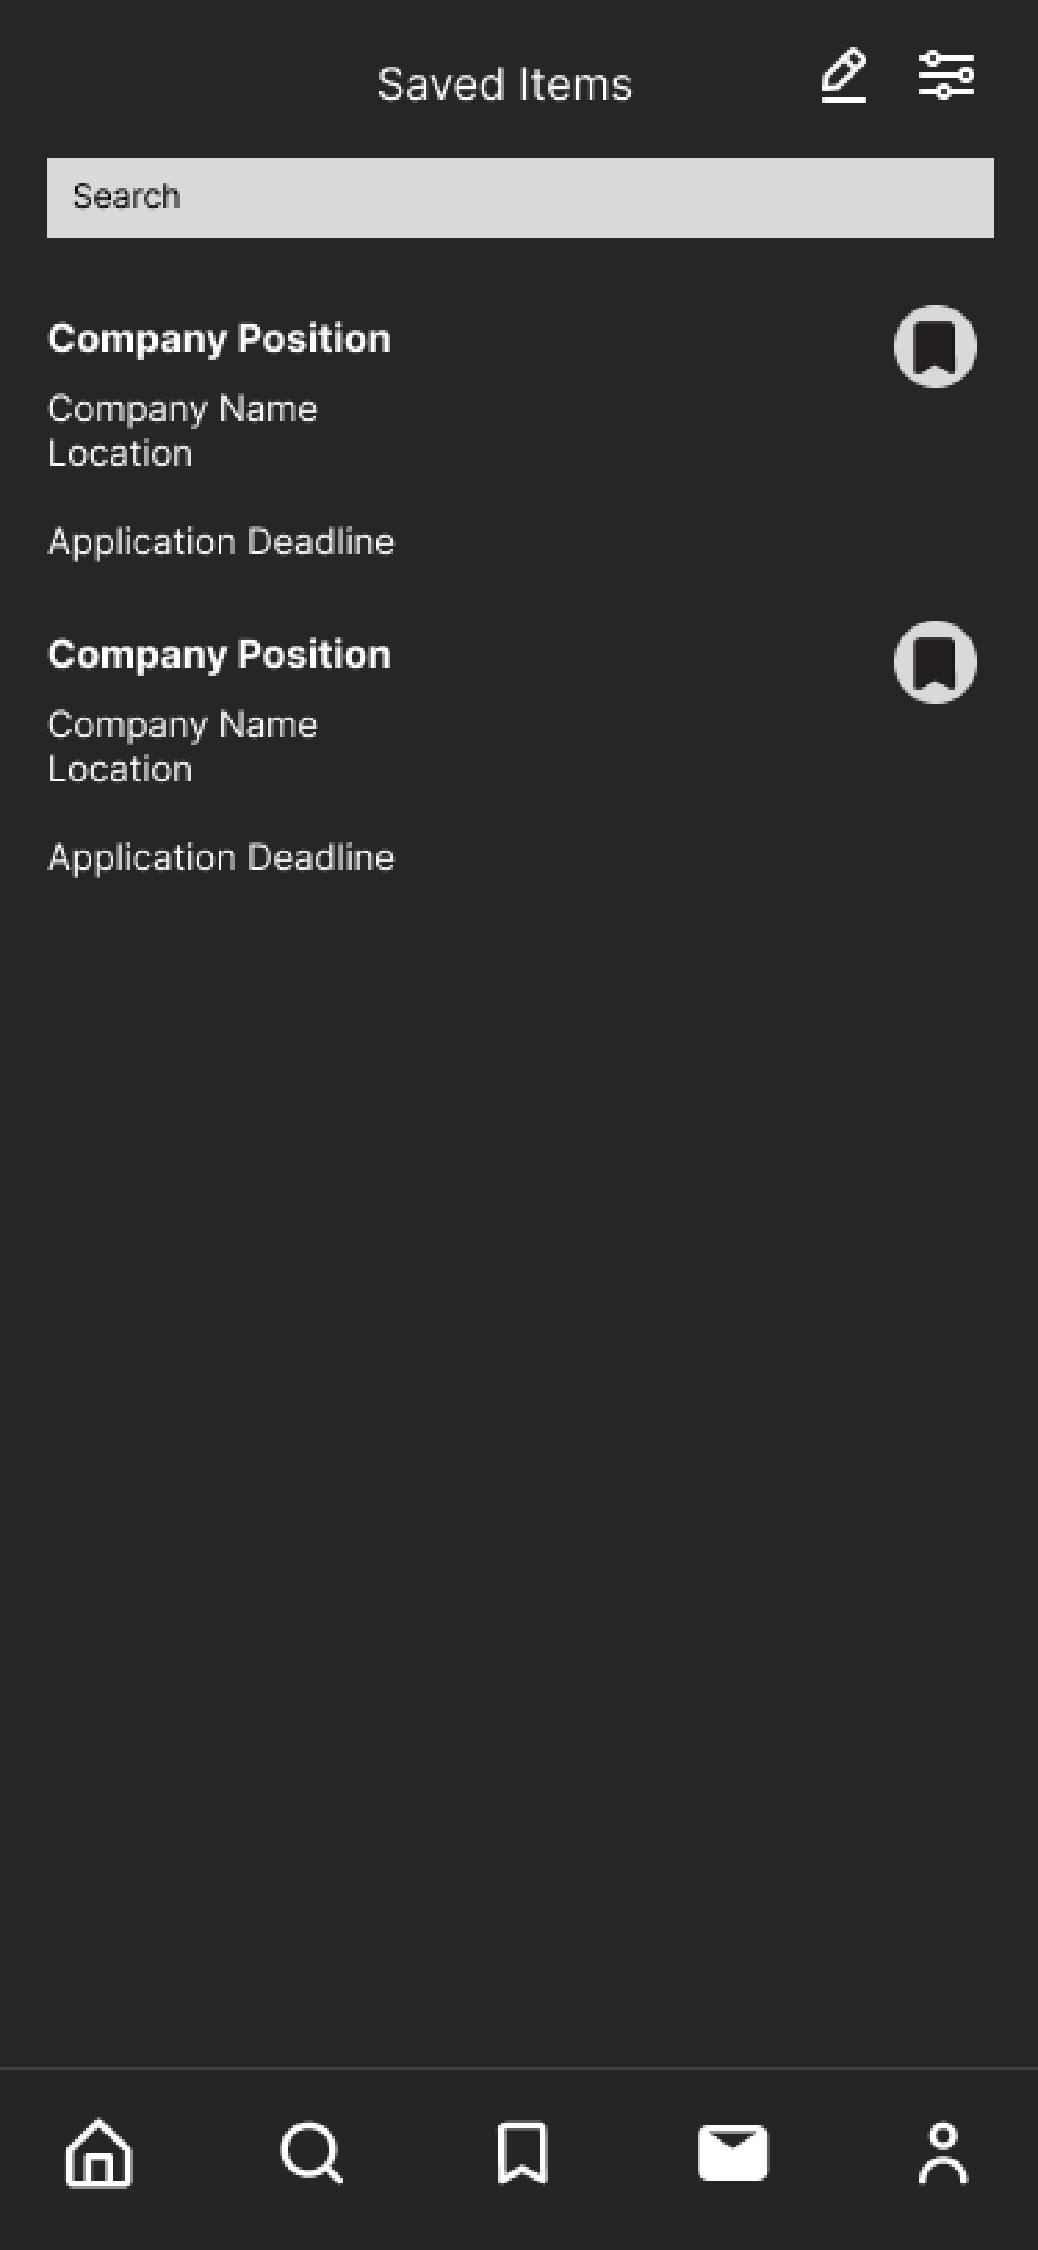 Saved Items
Search
Company Position
Company Name
Location
Application Deadline
Company Position
Company Name
Location
Application Deadline